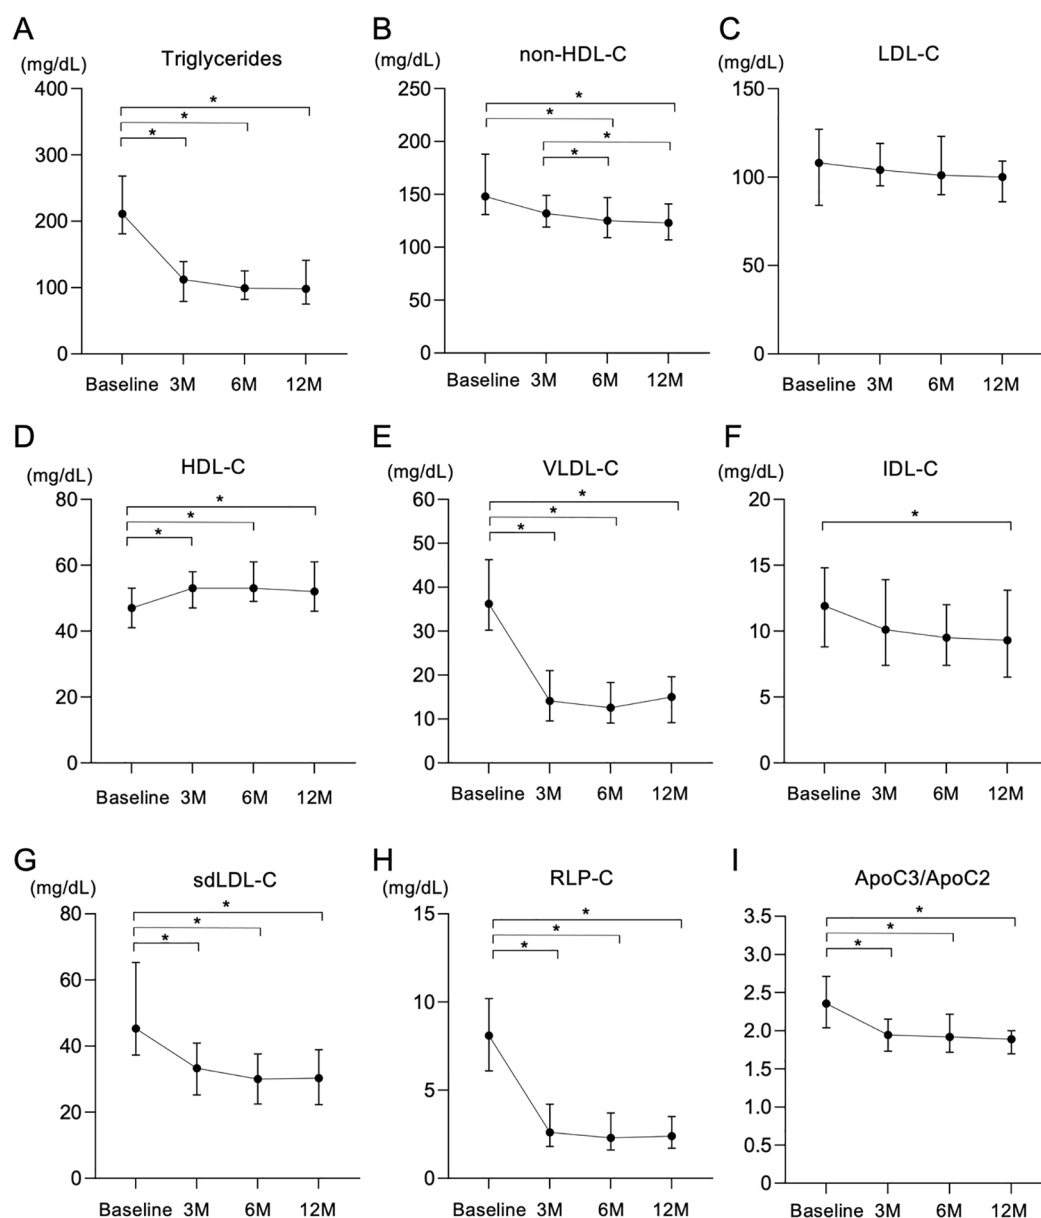 A
Triglycerides
(mg/dL)
400
300
200
100
0
*
*
*
Baseline 3M 6M 12M
B
non-HDL-C
(mg/dL)
250
200
150
100
50
0
*
*
*
*
Baseline 3M 6M 12M
C
LDL-C
(mg/dL)
150
100
50
0
Baseline 3M 6M 12M
D
HDL-C
(mg/dL)
80
60
40
20
0
*
*
*
Baseline 3M 6M 12M
E
VLDL-C
(mg/dL)
60
40
30
20
10
0
*
*
*
Baseline 3M 6M 12M
F
IDL-C
(mg/dL)
20
15
10
5
0
*
Baseline 3M 6M 12M
G
sdLDL-C
(mg/dL)
80
60
40
20
0
*
*
*
Baseline 3M 6M 12M
H
RLP-C
(mg/dL)
15
10
5
0
*
*
*
Baseline 3M 6M 12M
I
ApoC3/ApoC2
3.5
3.0
2.5
2.0
1.5
1.0
0.5
0
*
*
*
Baseline 3M 6M 12M